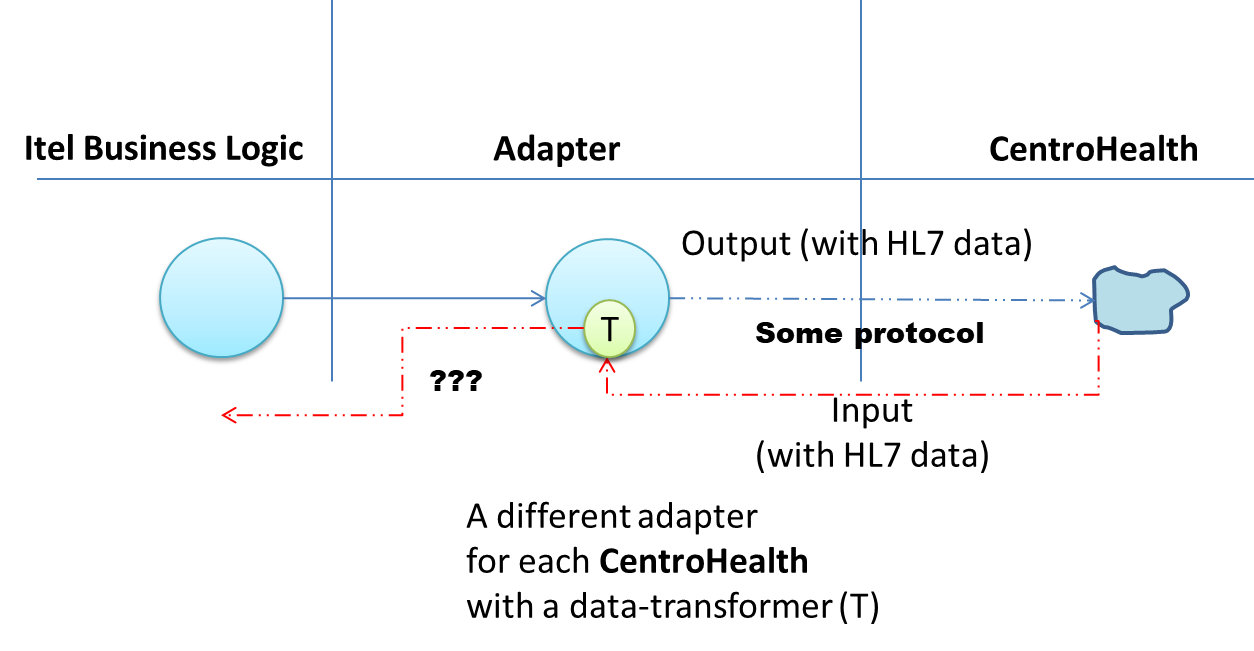 Itel Business Logic
Adapter
CentroHealth
Output (with HL7 data)
T
Some protocol
???
Input
(with HL7 data)
A different adapter
for each CentroHealth
with a data-transformer (T)